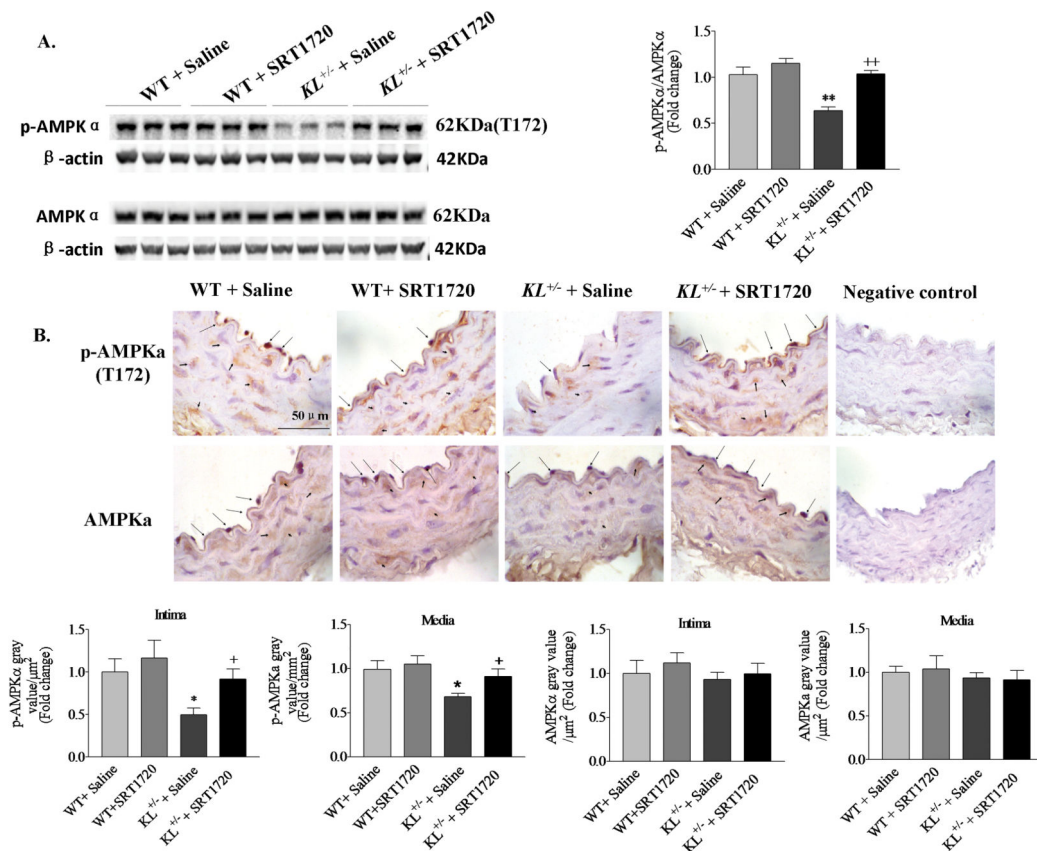 A.
WT + Saline
WT + SRT1720
KL+/- + Saline
KL+/- + SRT1720
p-AMPK α
62KDa(T172)
β-actin
42KDa
AMPK α
62KDa
β-actin
42KDa
p-AMPKα/AMPKα
(Fold change)
1.5
1.0
0.5
0.0
**
++
WT + Saliine
WT + SRT1720
KL+/- + Saline
KL+/- + SRT1720
B.
WT + Saline
WT+ SRT1720
KL+/- + Saline
KL+/- + SRT1720
Negative control
p-AMPKa
(T172)
50 μm
AMPKa
Intima
p-AMPKα gray
value/μm²
(Fold change)
1.5
1.0
0.5
0.0
*
+
WT+ Saline
WT+SRT1720
KL+/- + Saline
KL+/- + SRT1720
Media
p-AMPKa gray
value/mm²
(Fold change)
1.5
1.0
0.5
0.0
*
+
WT+ Saline
WT+ SRT1720
KL+/- + Saline
KL+/- + SRT1720
Intima
AMPKα gray value
/μm² (Fold change)
1.5
1.0
0.5
0.0
WT + Saline
WT+SRT1720
KL+/- + Saline
KL+/- + SRT1720
Media
AMPKa gray value
/μm² (Fold change)
1.5
1.0
0.5
0.0
WT + Saline
WT + SRT1720
KL+/- + Saline
KL+/- + SRT1720